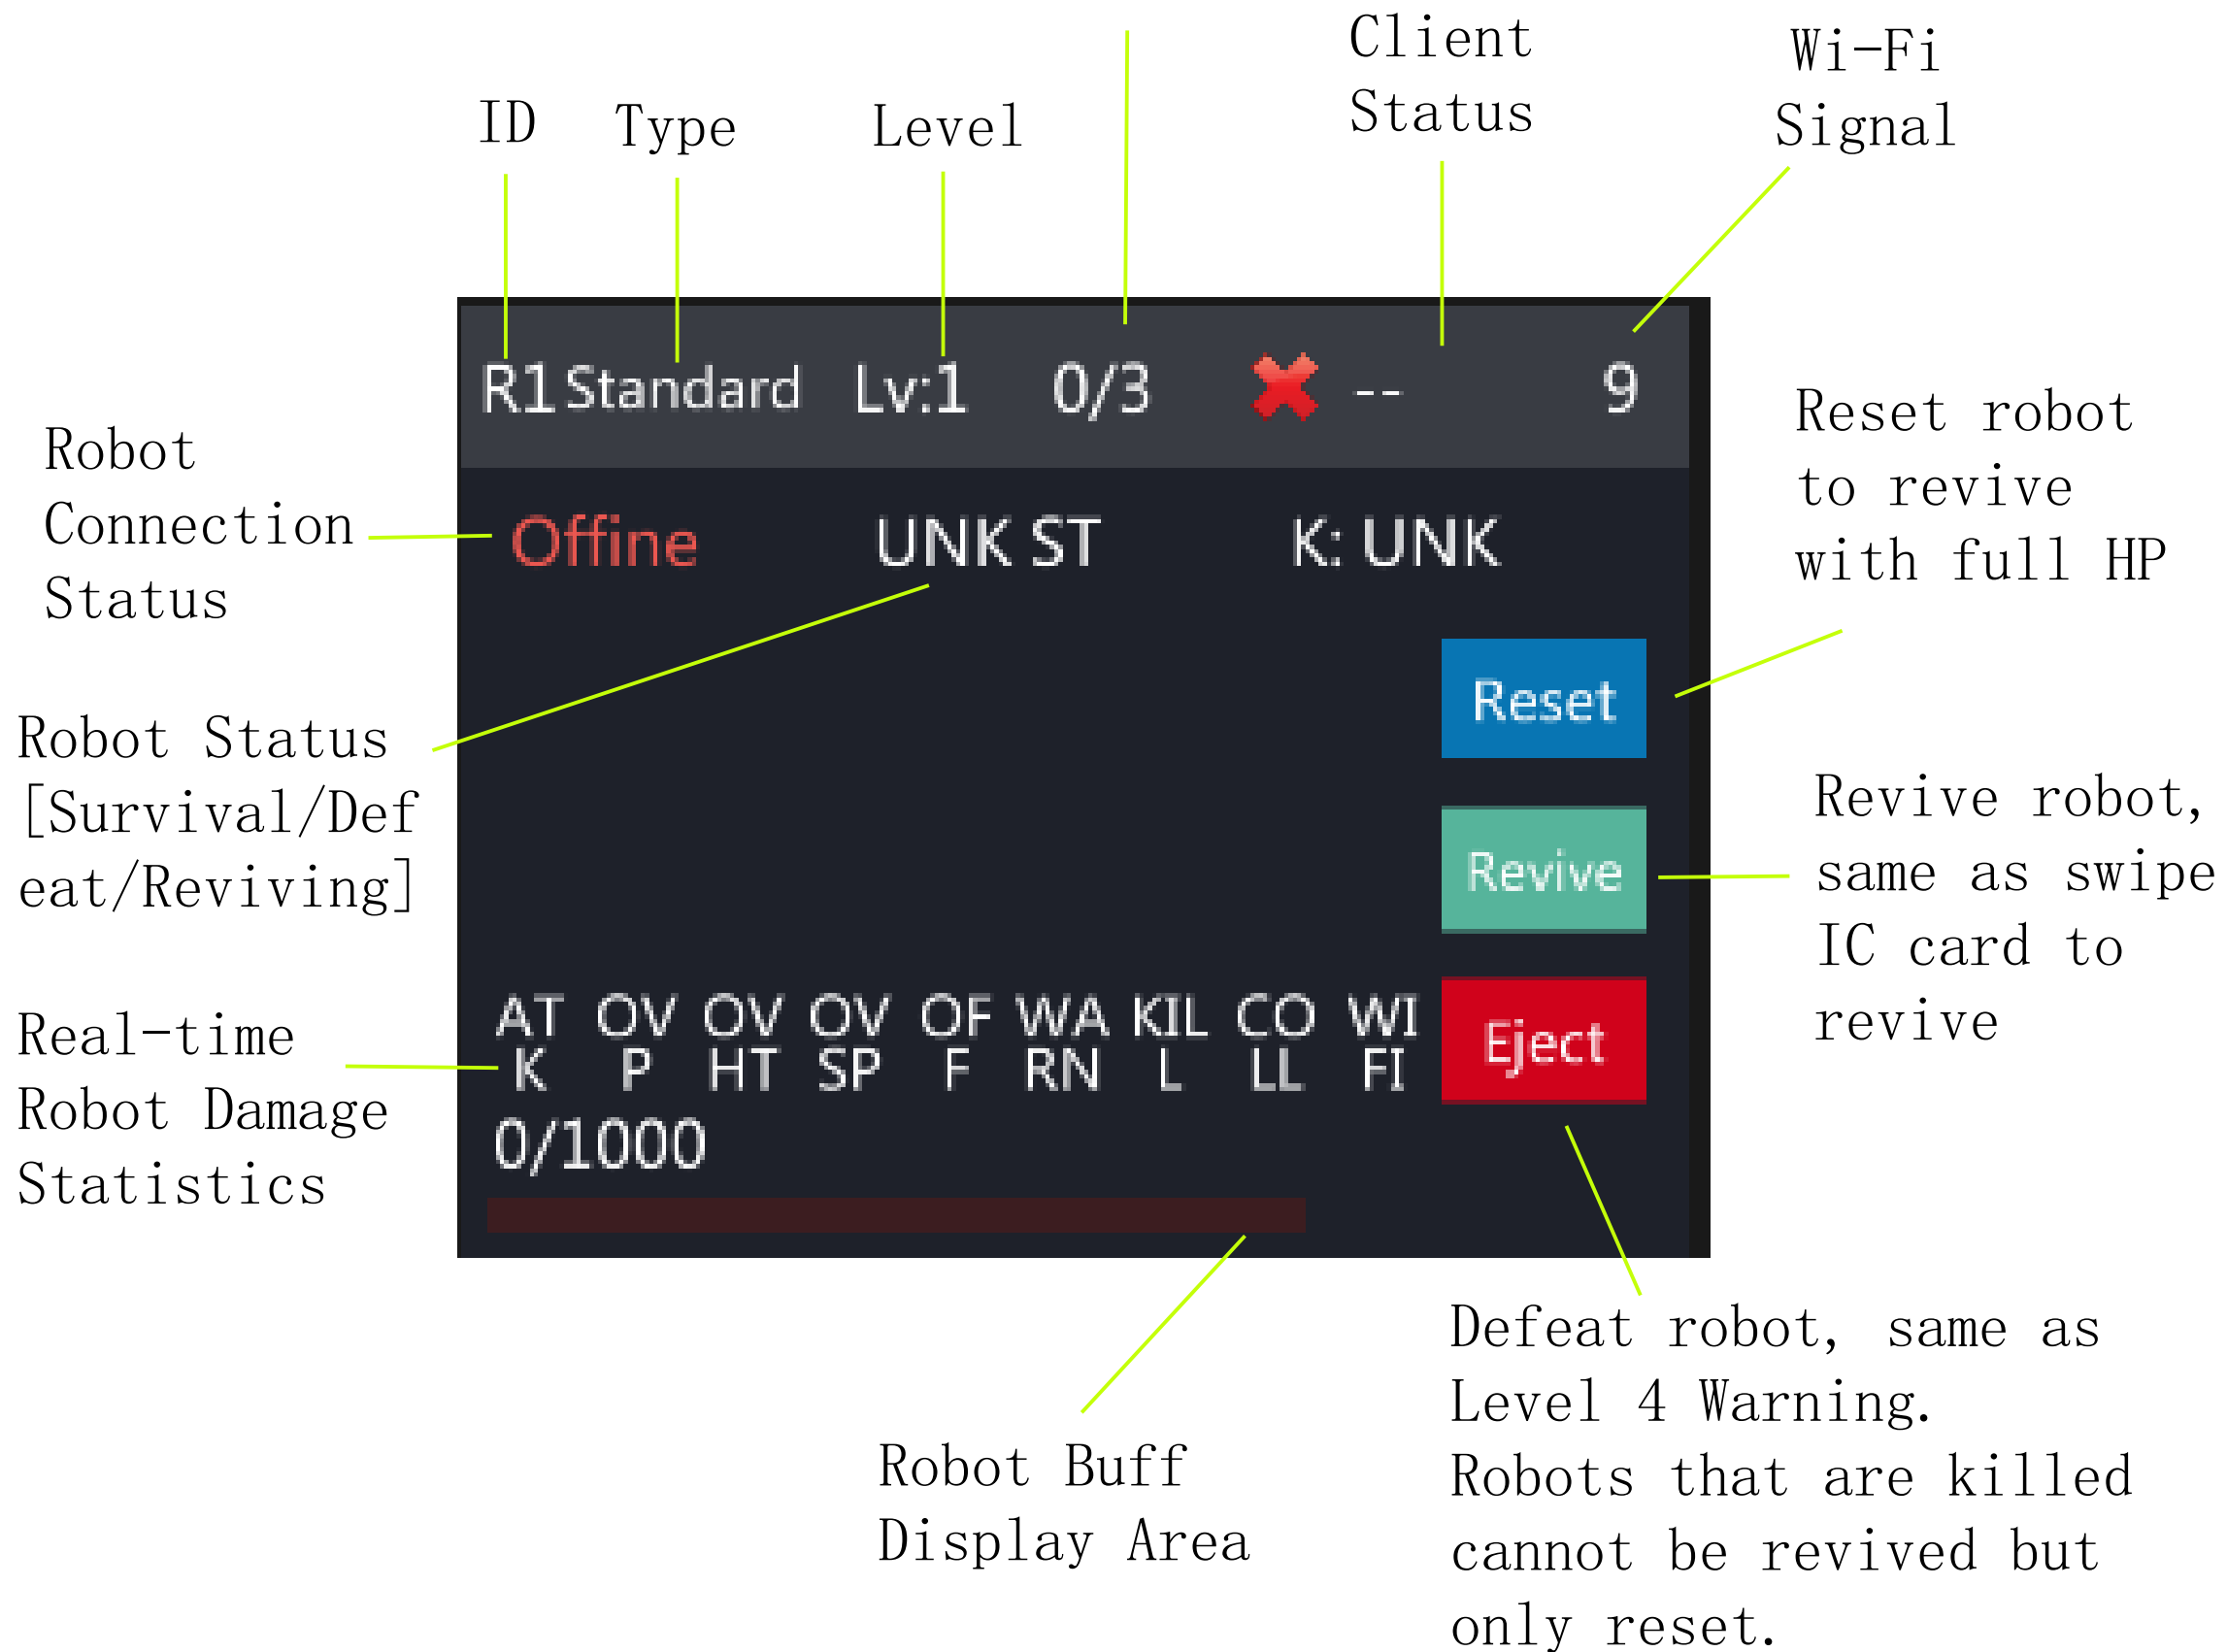 Client
Status
Wi-Fi
Signal
ID
Type
Level
R1 Standard Lv:1 0/3 -- 9
Robot
Connection
Status
Offine UNK ST K: UNK
Reset robot
to revive
with full HP
Reset
Robot Status
[Survival/Def
eat/Reviving]
Revive
Revive robot,
same as swipe
IC card to
revive
Real-time
Robot Damage
Statistics
AT OV OV OV OF WA KIL CO WI
K P HT SP F RN L LL FI
Eject
0/1000
Defeat robot, same as
Level 4 Warning.
Robots that are killed
cannot be revived but
only reset.
Robot Buff
Display Area